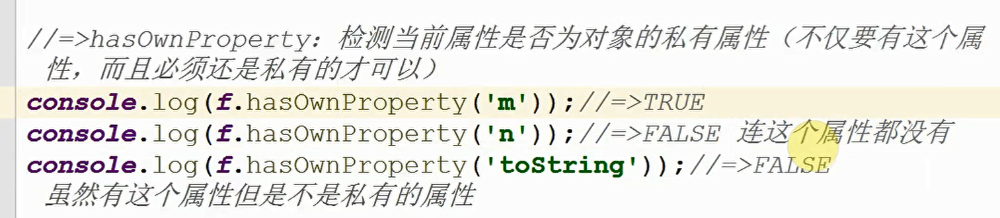 //=>hasOwnProperty：检测当前属性是否为对象的私有属性（不仅要有这个属
性，而且必须还是私有的才可以）
console.log(f.hasOwnProperty('m'));//=>TRUE
console.log(f.hasOwnProperty('n'));//=>FALSE 连这个属性都没有
console.log(f.hasOwnProperty('toString'));//=>FALSE
虽然有这个属性但是不是私有的属性